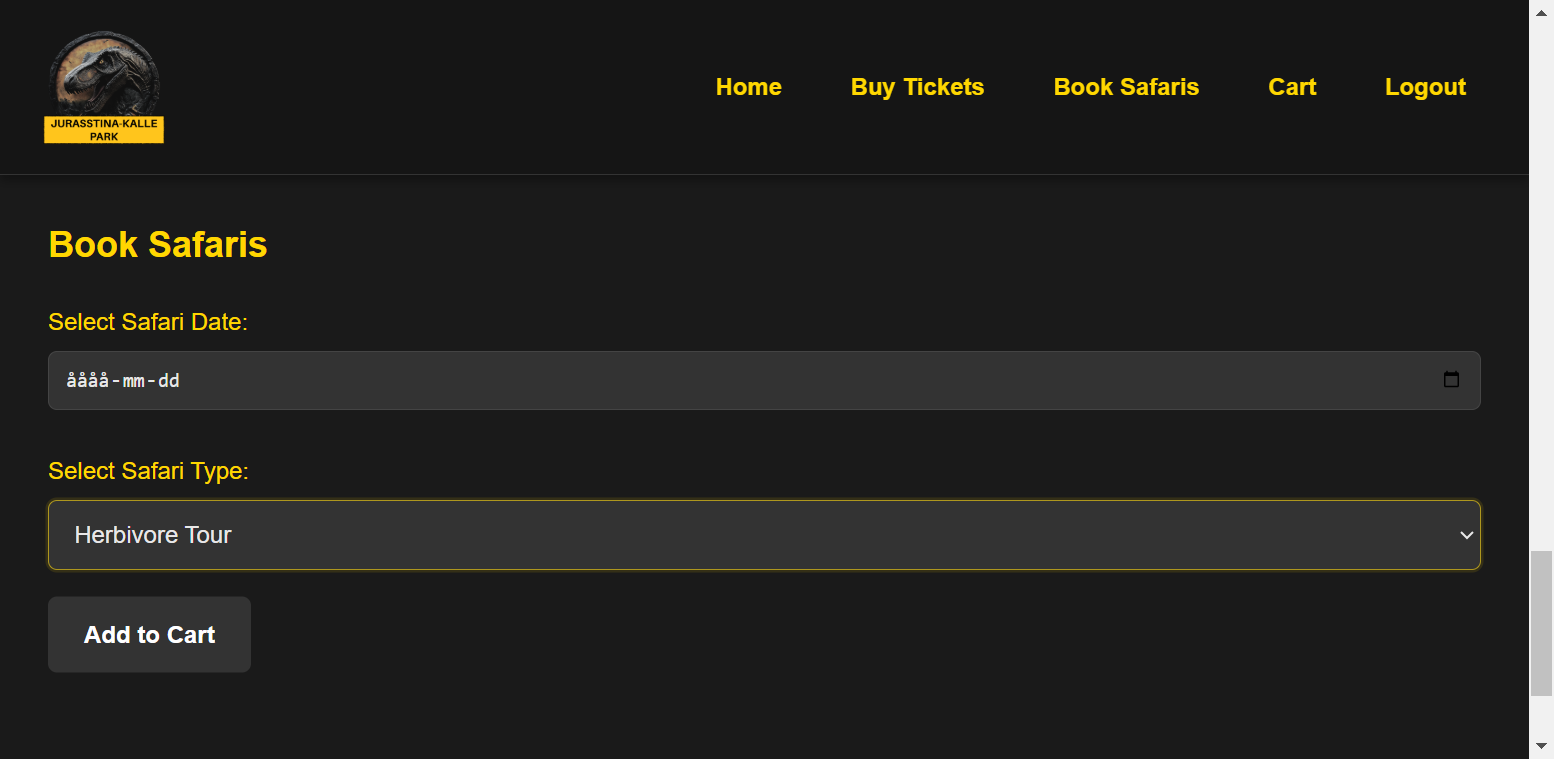 JURASSTINA-KALLE
PARK
Home Buy Tickets Book Safaris Cart Logout
Book Safaris
Select Safari Date:
åååå-mm-dd
Select Safari Type:
Herbivore Tour
Add to Cart